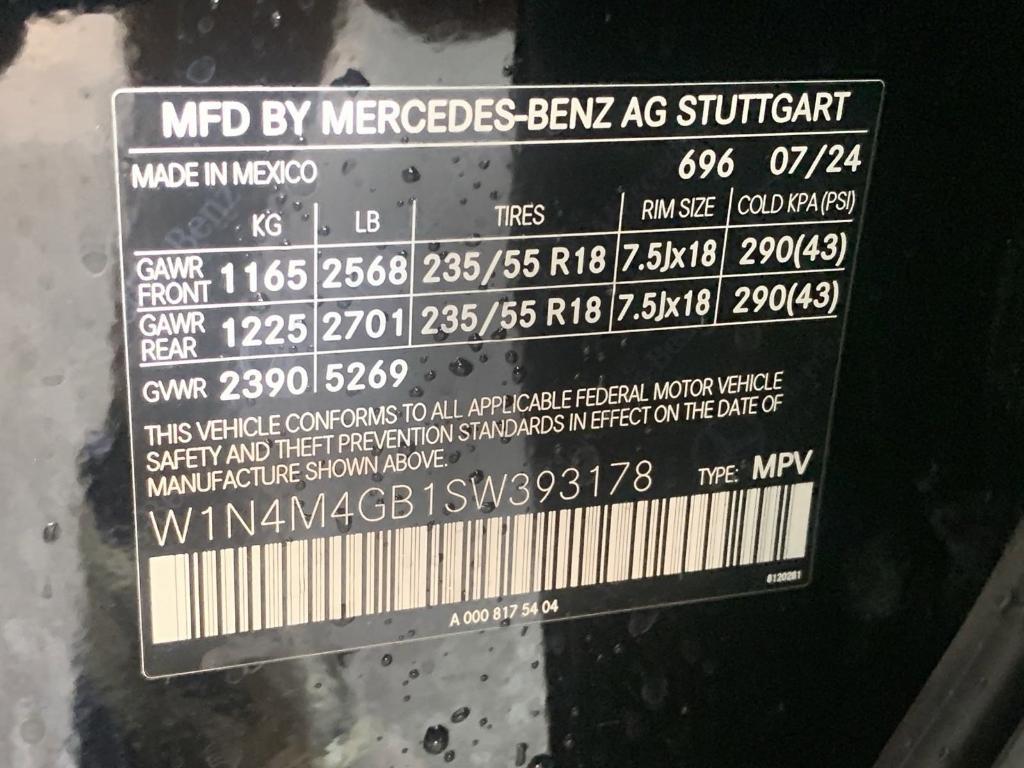 MFD BY MERCEDES-BENZ AG STUTTGART
MADE IN MEXICO 696 07/24
KG LB TIRES RIM SIZE COLD KPA (PSI)
GAWR FRONT 1165 2568 235/55 R18 7.5Jx18 290(43)
GAWR REAR 1225 2701 235/55 R18 7.5Jx18 290(43)
GVWR 2390 5269
THIS VEHICLE CONFORMS TO ALL APPLICABLE FEDERAL MOTOR VEHICLE
SAFETY AND THEFT PREVENTION STANDARDS IN EFFECT ON THE DATE OF
MANUFACTURE SHOWN ABOVE.
W1N4M4GB1SW393178 TYPE: MPV
8120281
A 000 817 54 04